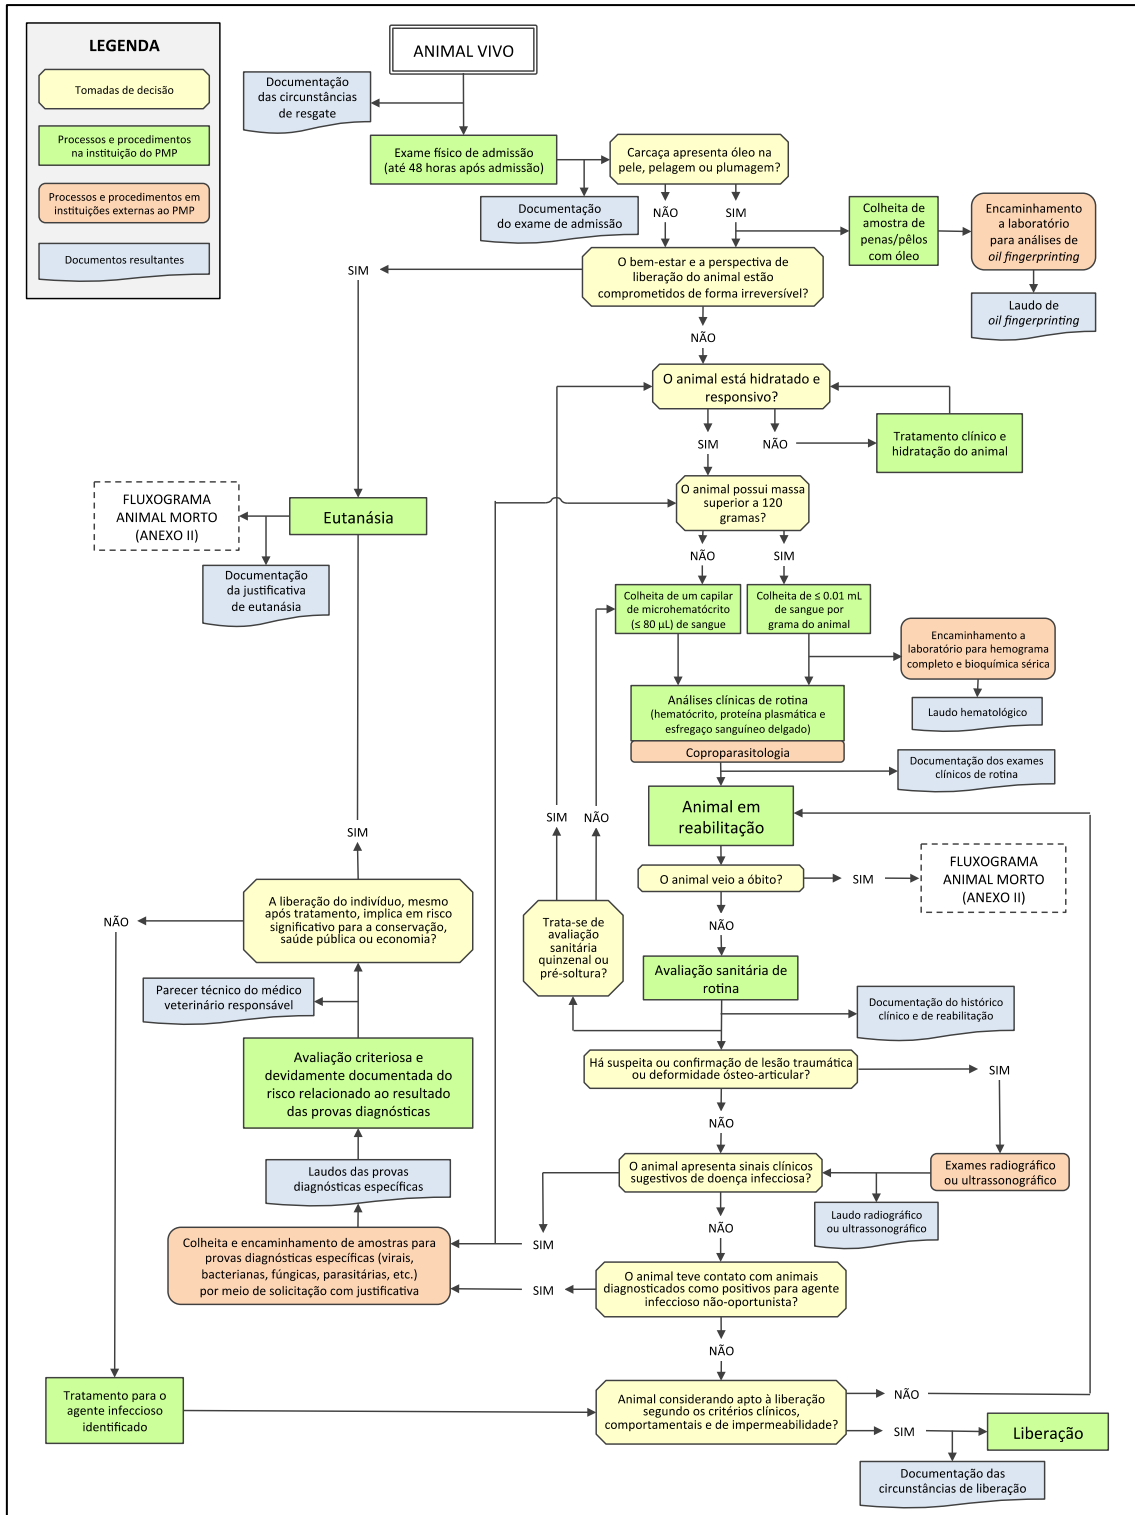 LEGENDA
Tomadas de decisão
Processos e procedimentos
na instituição do PMP
Processos e procedimentos em
instituições externas ao PMP
Documentos resultantes
ANIMAL VIVO
Documentação
das circunstâncias
de resgate
Exame físico de admissão
(até 48 horas após admissão)
Carcaça apresenta óleo na
pele, pelagem ou plumagem?
Documentação
do exame de admissão
NÃO
SIM
Colheita de
amostra de
penas/pêlos
com óleo
Encaminhamento
a laboratório
para análises de
oil fingerprinting
Laudo de
oil fingerprinting
O bem-estar e a perspectiva de
liberação do animal estão
comprometidos de forma irreversível?
SIM
NÃO
O animal está hidratado e
responsivo?
SIM
NÃO
Tratamento clínico e
hidratação do animal
O animal possui massa
superior a 120
gramas?
FLUXOGRAMA
ANIMAL MORTO
(ANEXO II)
Eutanásia
Documentação
da justificativa
de eutanásia
NÃO
SIM
Colheita de um capilar
de microhematócrito
(≤ 80 µL) de sangue
Colheita de ≤ 0.01 mL
de sangue por
grama do animal
Encaminhamento a
laboratório para hemograma
completo e bioquímica sérica
Laudo hematológico
Análises clínicas de rotina
(hematócrito, proteína plasmática e
esfregaço sanguíneo delgado)
Coproparasitologia
Documentação dos exames
clínicos de rotina
Animal em
reabilitação
SIM
NÃO
SIM
O animal veio a óbito?
SIM
FLUXOGRAMA
ANIMAL MORTO
(ANEXO II)
NÃO
A liberação do indivíduo, mesmo
após tratamento, implica em risco
significativo para a conservação,
saúde pública ou economia?
NÃO
Trata-se de
avaliação
sanitária
quinzenal ou
pré-soltura?
Avaliação sanitária de
rotina
Parecer técnico do médico
veterinário responsável
Documentação do histórico
clínico e de reabilitação
Avaliação criteriosa e
devidamente documentada do
risco relacionado ao resultado
das provas diagnósticas
Há suspeita ou confirmação de lesão traumática
ou deformidade ósteo-articular?
SIM
NÃO
Laudos das provas
diagnósticas específicas
O animal apresenta sinais clínicos
sugestivos de doença infecciosa?
Exames radiográfico
ou ultrassonográfico
Laudo radiográfico
ou ultrassonográfico
NÃO
SIM
Colheita e encaminhamento de amostras para
provas diagnósticas específicas (virais,
bacterianas, fúngicas, parasitárias, etc.)
por meio de solicitação com justificativa
SIM
O animal teve contato com animais
diagnosticados como positivos para agente
infeccioso não-oportunista?
NÃO
Tratamento para o
agente infeccioso
identificado
Animal considerando apto à liberação
segundo os critérios clínicos,
comportamentais e de impermeabilidade?
NÃO
SIM
Liberação
Documentação das
circunstâncias de liberação